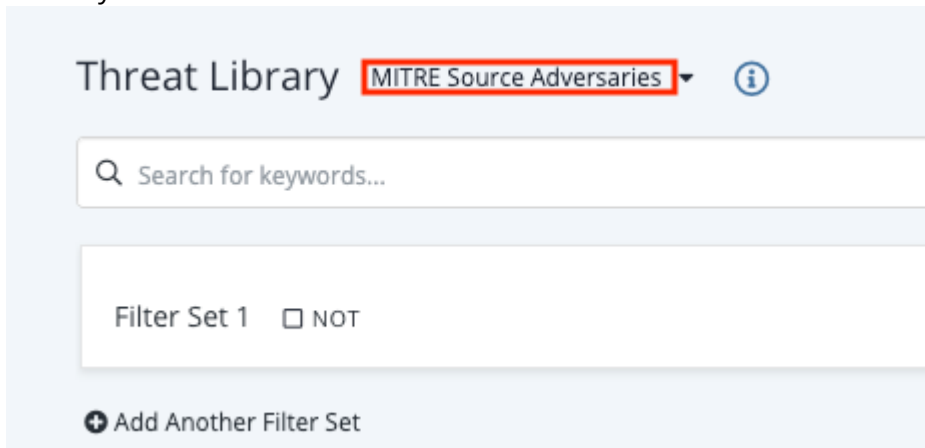 Threat Library MITRE Source Adversaries
Search for keywords...
Filter Set 1 NOT
Add Another Filter Set